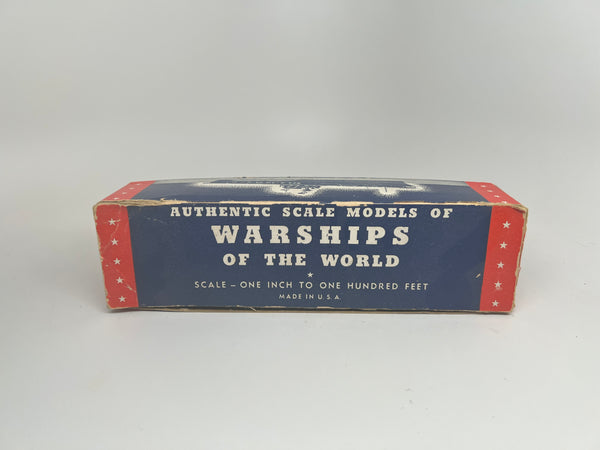 AUTHENTIC SCALE MODELS OF
WARSHIPS
OF THE WORLD
SCALE – ONE INCH TO ONE HUNDRED FEET
MADE IN U.S.A.